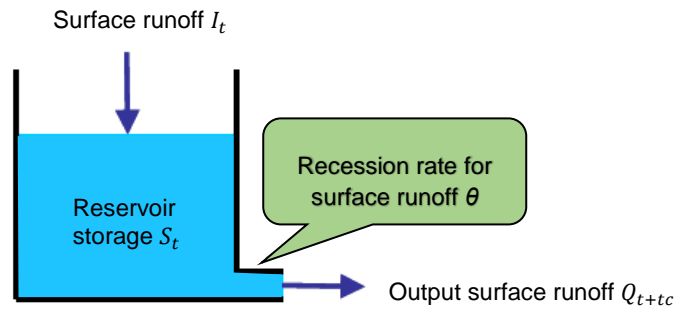 Surface runoff I_t
Recession rate for
surface runoff θ
Reservoir
storage S_t
Output surface runoff Q_{t+tc}